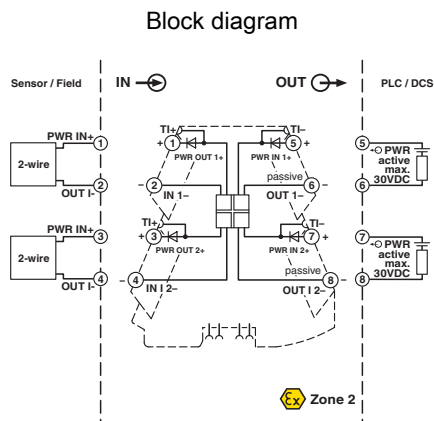 Block diagram
Sensor / Field
IN
OUT
PLC / DCS
PWR IN+
1
2-wire
2
OUT I-
TI+
1
+
PWR OUT 1+
TI–
5
+
PWR IN 1+
–
2
IN 1–
passive
6
–
OUT 1–
5
+
PWR
active
max.
30VDC
6
PWR IN+
3
2-wire
4
OUT I-
TI+
3
+
PWR OUT 2+
TI–
7
+
PWR IN 2+
–
4
IN I 2–
passive
8
–
OUT I 2–
7
+
PWR
active
max.
30VDC
8
Ex
Zone 2